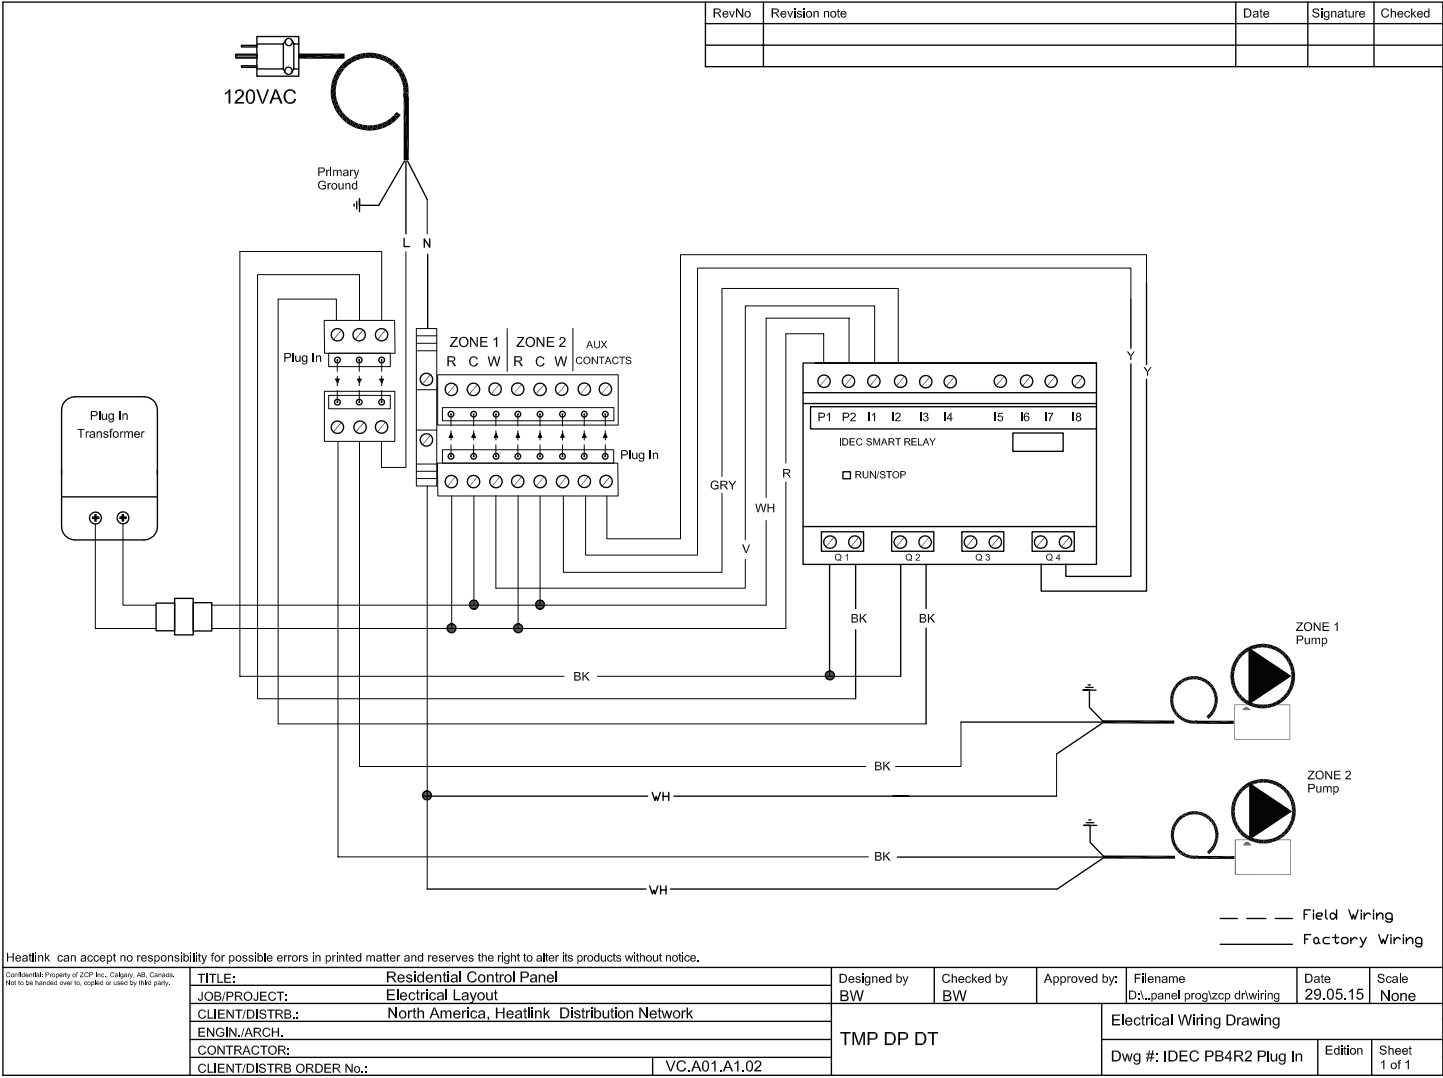 RevNo Revision note Date Signature Checked
120VAC
Primary
Ground
L N
Plug In
ZONE 1 ZONE 2 AUX
R C W R C W CONTACTS
Plug In
Transformer
Plug In
Y
Y
P1 P2 I1 I2 I3 I4 I5 I6 I7 I8
IDEC SMART RELAY
RUN/STOP
R
GRY
WH
V
Q 1 Q 2 Q 3 Q 4
BK BK
ZONE 1
Pump
BK
BK
ZONE 2
Pump
WH
BK
WH
Field Wiring
Factory Wiring
Heatlink can accept no responsibility for possible errors in printed matter and reserves the right to alter its products without notice.
Confidential: Property of ZCP Inc., Calgary, AB, Canada.
Not to be handed over to, copied or used by third party.
TITLE: Residential Control Panel
JOB/PROJECT: Electrical Layout
CLIENT/DISTRB.: North America, Heatlink Distribution Network
ENGIN./ARCH.
CONTRACTOR:
CLIENT/DISTRB ORDER No.: VC.A01.A1.02
Designed by
BW
Checked by
BW
Approved by:
Filename
D:\..panel prog\zcp dr\wiring
Date
29.05.15
Scale
None
TMP DP DT
Electrical Wiring Drawing
Dwg #: IDEC PB4R2 Plug In
Edition
Sheet
1 of 1